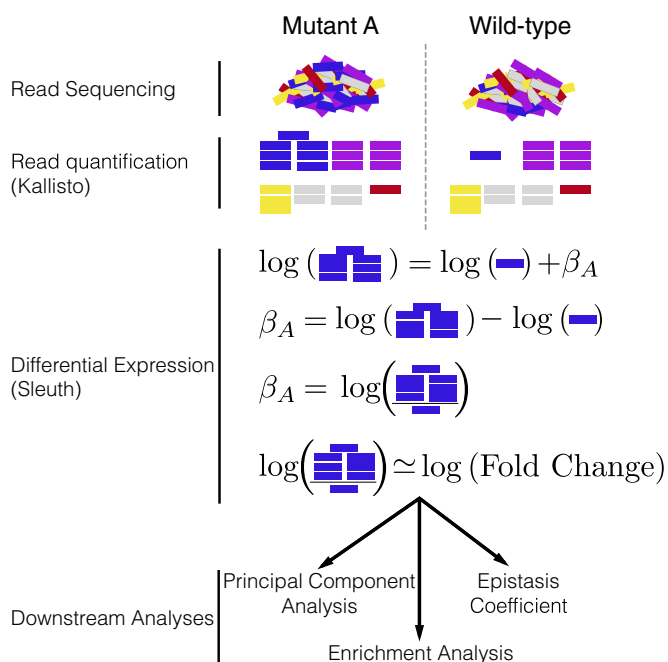 Mutant A
Wild-type
Read Sequencing
Read quantification
(Kallisto)
Differential Expression
(Sleuth)
log ( ) = log ( ) + β_A
β_A = log ( ) − log ( )
β_A = log( )
log( ) ≃ log (Fold Change)
Downstream Analyses
Principal Component
Analysis
Epistasis
Coefficient
Enrichment Analysis